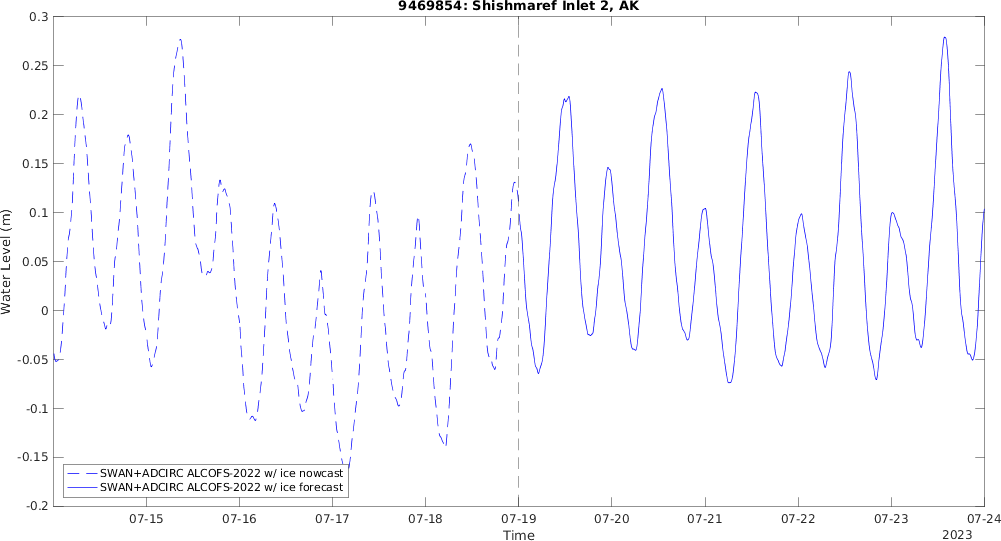 9469854: Shishmaref Inlet 2, AK
0.3
0.25
0.2
0.15
0.1
0.05
0
-0.05
-0.1
-0.15
-0.2
Water Level (m)
SWAN+ADCIRC ALCOFS-2022 w/ ice nowcast
SWAN+ADCIRC ALCOFS-2022 w/ ice forecast
07-15 07-16 07-17 07-18 07-19 07-20 07-21 07-22 07-23 07-24
Time
2023